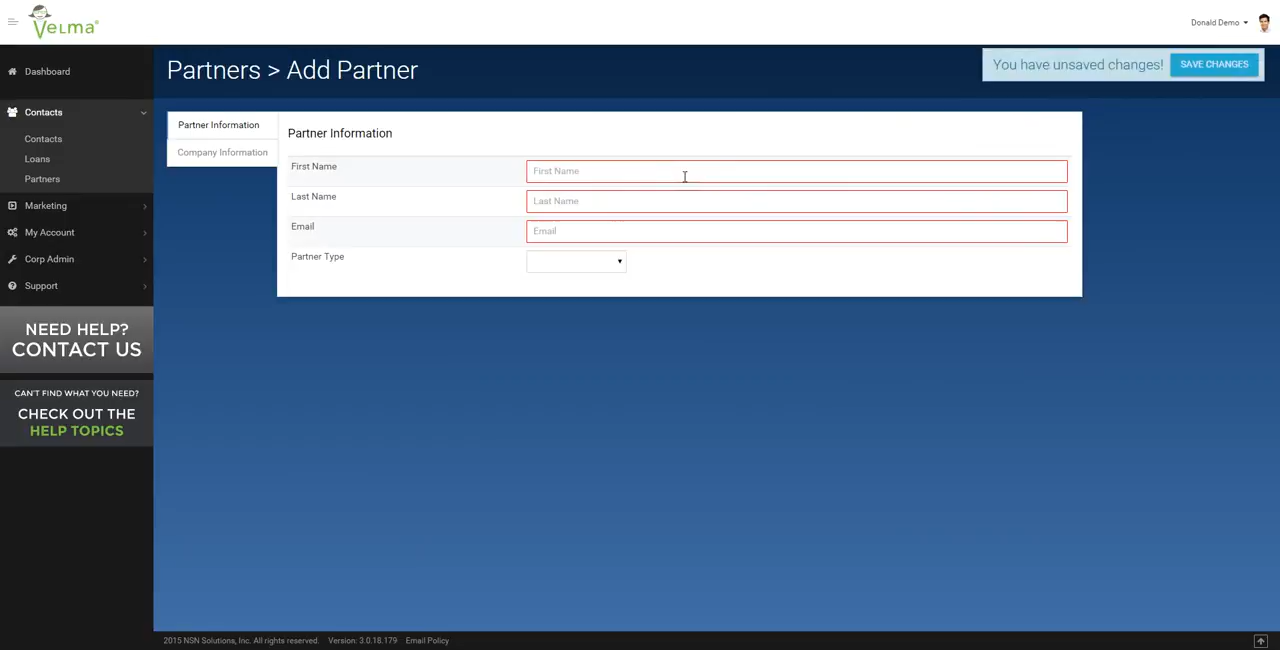 VELMA®
Donald Demo
Dashboard
Contacts
Contacts
Loans
Partners
Marketing
My Account
Corp Admin
Support
NEED HELP?
CONTACT US
CAN'T FIND WHAT YOU NEED?
CHECK OUT THE
HELP TOPICS
Partners > Add Partner
You have unsaved changes! SAVE CHANGES
Partner Information
Company Information
Partner Information
First Name First Name
Last Name Last Name
Email Email
Partner Type
2015 NSN Solutions, Inc. All rights reserved. Version: 3.0.18.179 Email Policy